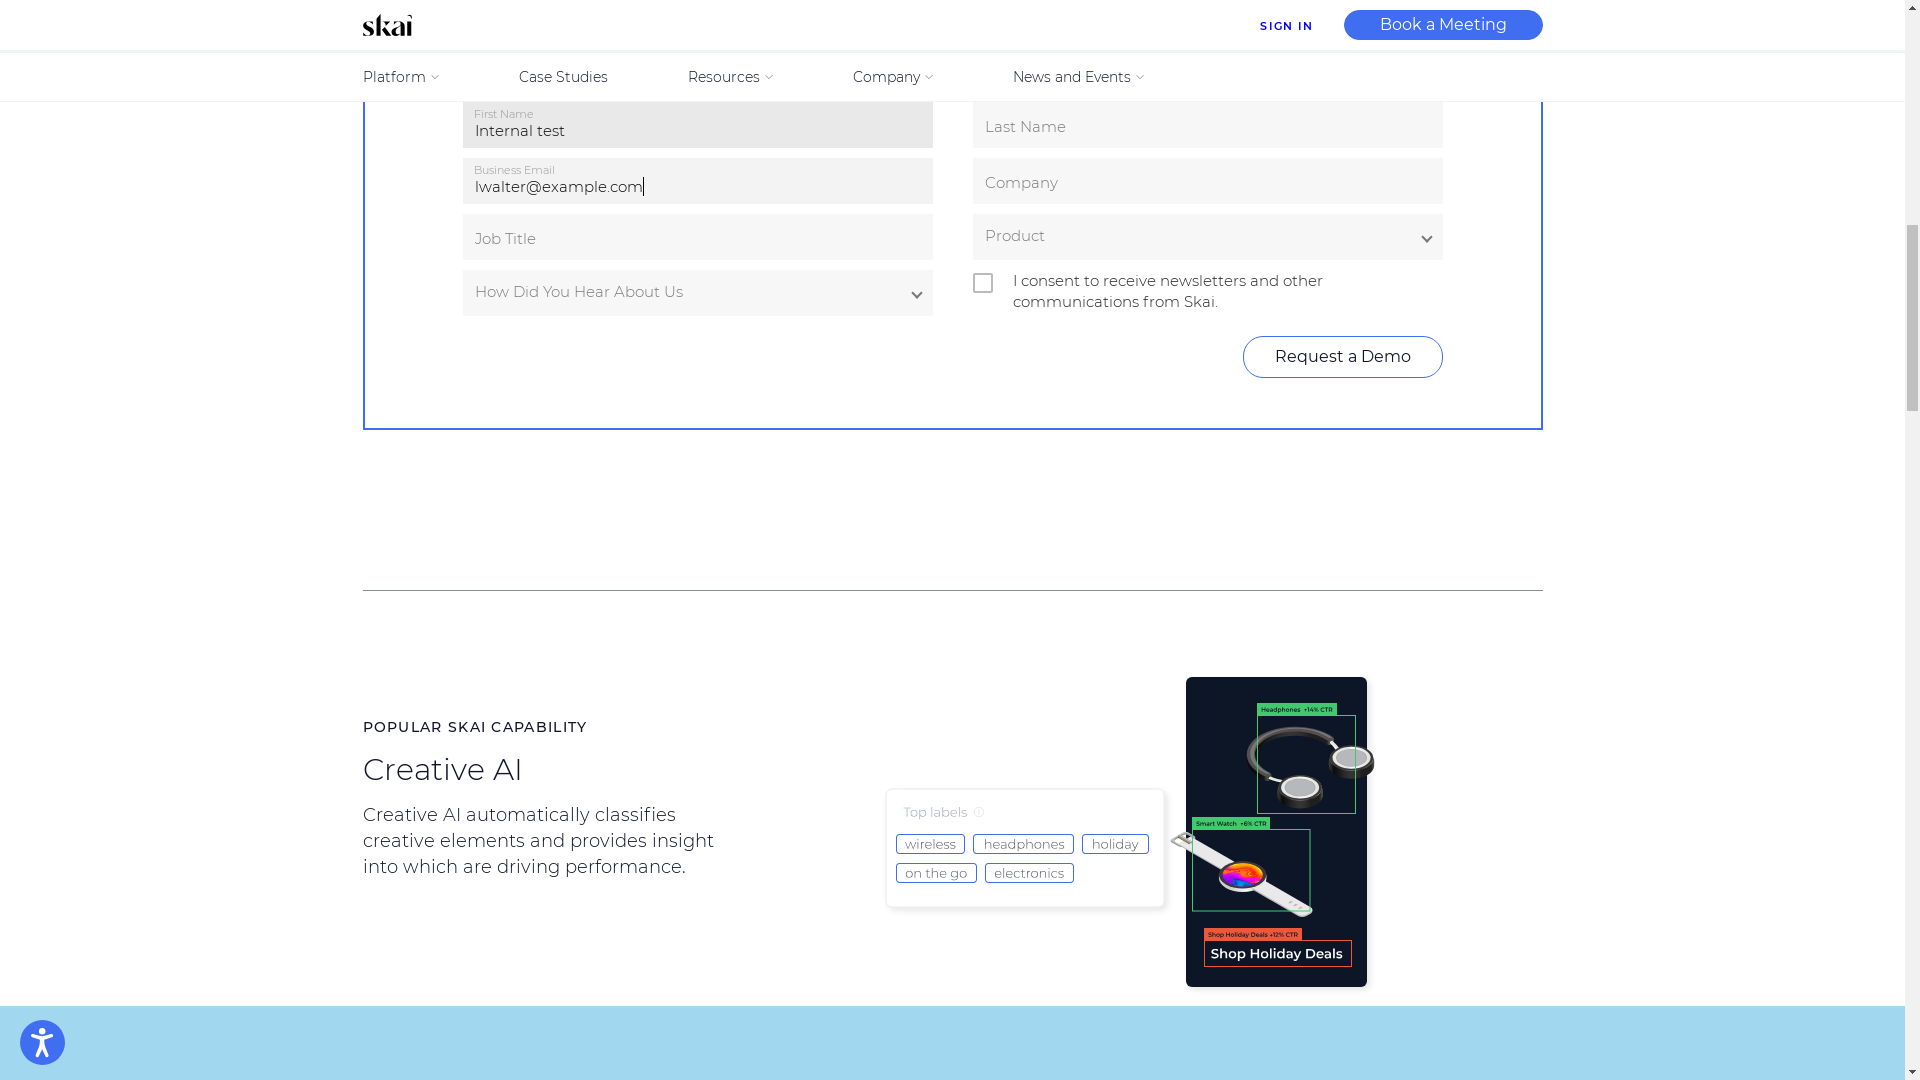 skai
SIGN IN
Book a Meeting
Platform
Case Studies
Resources
Company
News and Events
First Name
Internal test
Last Name
Business Email
lwalter@example.com
Company
Job Title
Product
How Did You Hear About Us
I consent to receive newsletters and other
communications from Skai.
Request a Demo
POPULAR SKAI CAPABILITY
Creative AI
Creative AI automatically classifies
creative elements and provides insight
into which are driving performance.
Top labels
wireless
headphones
holiday
on the go
electronics
Headphones +14% CTR
Smart Watch +6% CTR
Shop Holiday Deals +12% CTR
Shop Holiday Deals